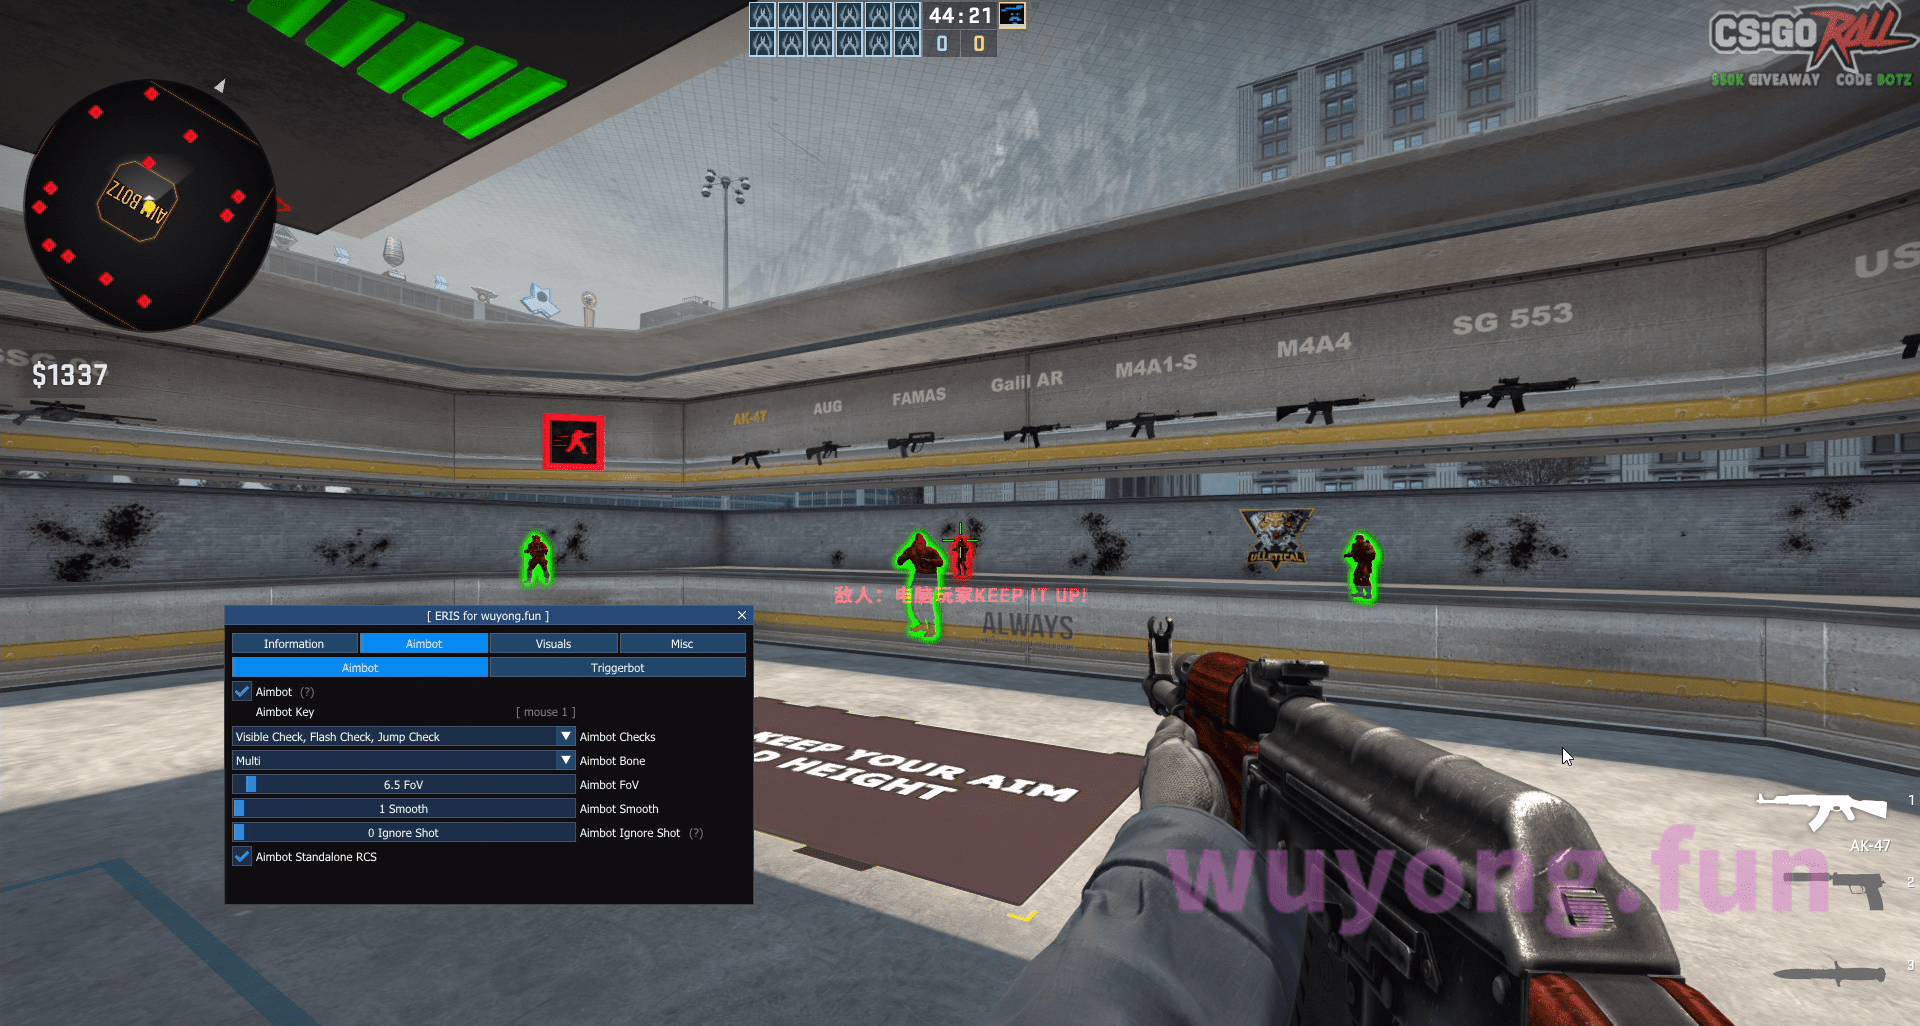 44:21
0 0
CS:GO ROLL
$50K GIVEAWAY CODE BOTZ
AIM BOTZ
$1337
US
SG 553
M4A4
M4A1-S
Galil AR
FAMAS
AUG
AK-47
ULLETICAL
敌人：电脑玩家KEEP IT UP!
ALWAYS
[ ERIS for wuyong.fun ]
Information Aimbot Visuals Misc
Aimbot Triggerbot
Aimbot (?)
Aimbot Key [ mouse 1 ]
Visible Check, Flash Check, Jump Check Aimbot Checks
Multi Aimbot Bone
6.5 FoV Aimbot FoV
1 Smooth Aimbot Smooth
0 Ignore Shot Aimbot Ignore Shot (?)
Aimbot Standalone RCS
KEEP YOUR AIM
HEIGHT
1
AK-47
wuyong.fun
2
3